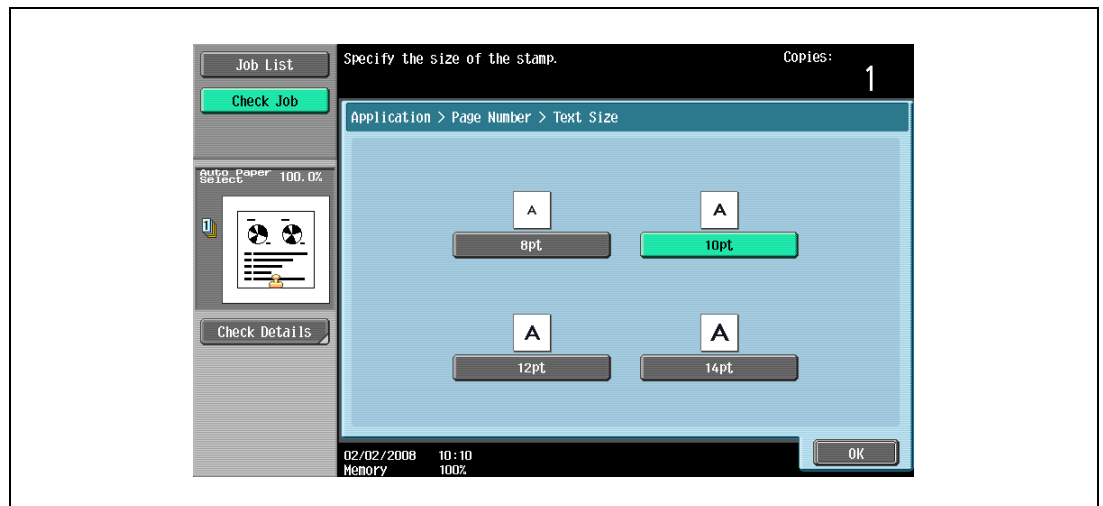 Job List
Check Job
Auto Paper
Select 100.0%
1
Check Details
Specify the size of the stamp.
Copies:
1
Application > Page Number > Text Size
A
A
8pt
10pt
A
A
12pt
14pt
02/02/2008 10:10
Memory 100%
OK